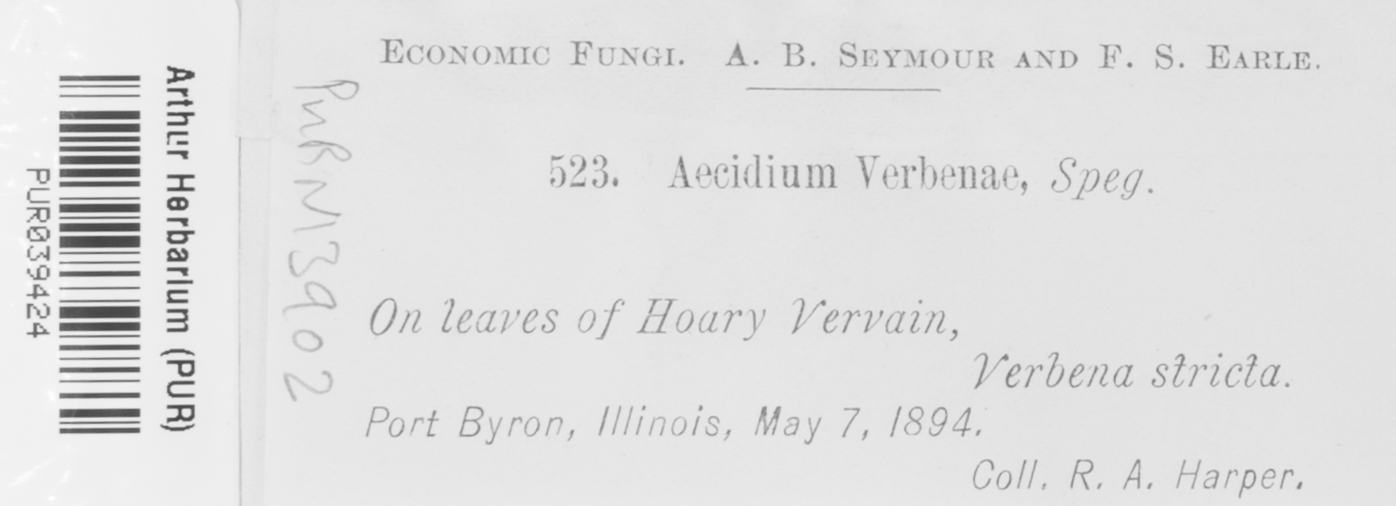 Arthur Herbarium (PUR)
PUR039424
PUR N13902
ECONOMIC FUNGI. A. B. SEYMOUR AND F. S. EARLE.
523. Aecidium Verbenae, Speg.
On leaves of Hoary Vervain,
Verbena stricta.
Port Byron, Illinois, May 7, 1894.
Coll. R. A. Harper.